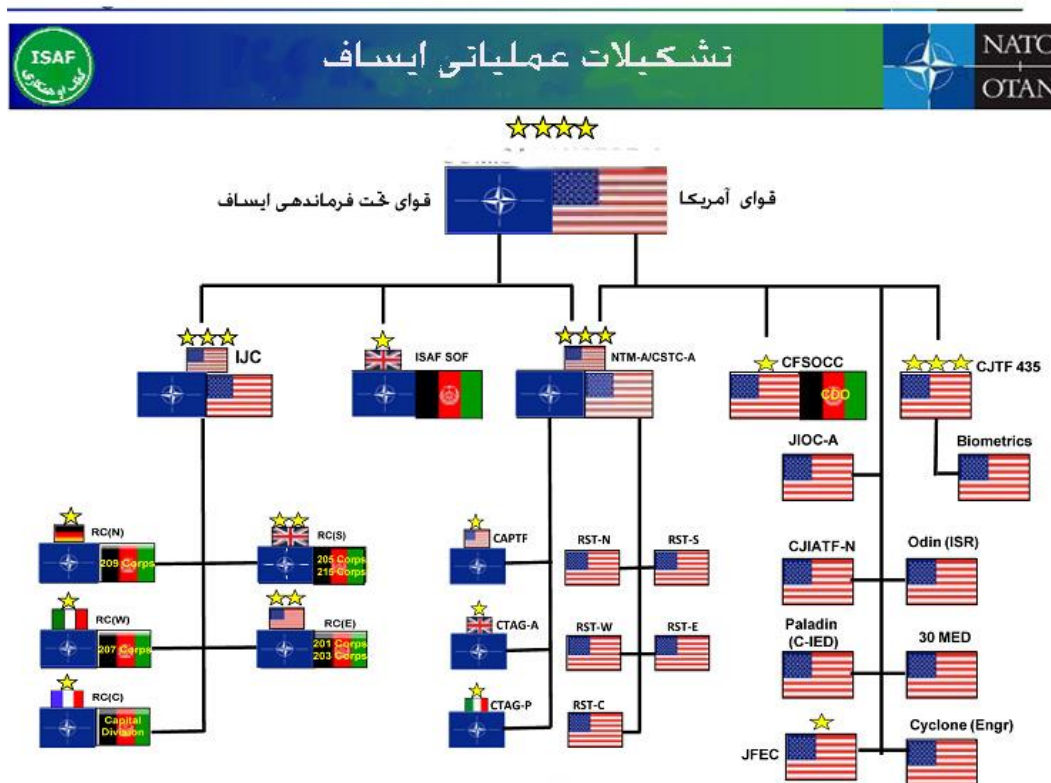 ISAF
کمک او همکاري
تشکیلات عملیاتی ایساف
NATO
OTAN
قوای تحت فرماندهی ایساف
قوای آمریکا
IJC
ISAF SOF
NTM-A/CSTC-A
CFSOCC
CDO
CJTF 435
JIOC-A
Biometrics
RC(N)
209 Corps
RC(S)
205 Corps
215 Corps
RC(W)
207 Corps
RC(E)
201 Corps
203 Corps
RC(C)
Capital
Division
CAPTF
CTAG-A
CTAG-P
RST-N
RST-S
RST-W
RST-E
RST-C
CJIATF-N
Odin (ISR)
Paladin
(C-IED)
30 MED
JFEC
Cyclone (Engr)